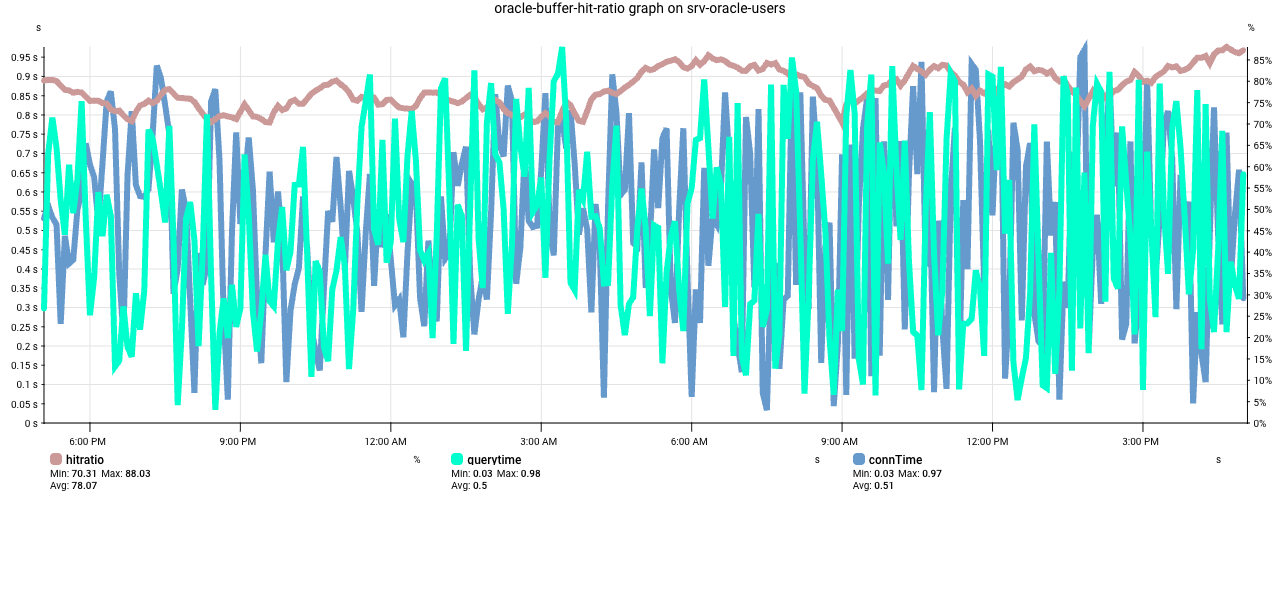 oracle-buffer-hit-ratio graph on srv-oracle-users
s %
0.95 s
0.9 s
0.85 s
0.8 s
0.75 s
0.7 s
0.65 s
0.6 s
0.55 s
0.5 s
0.45 s
0.4 s
0.35 s
0.3 s
0.25 s
0.2 s
0.15 s
0.1 s
0.05 s
0 s
85%
80%
75%
70%
65%
60%
55%
50%
45%
40%
35%
30%
25%
20%
15%
10%
5%
0%
6:00 PM 9:00 PM 12:00 AM 3:00 AM 6:00 AM 9:00 AM 12:00 PM 3:00 PM
hitratio % querytime s connTime s
Min: 70.31 Max: 88.03 Min: 0.03 Max: 0.98 Min: 0.03 Max: 0.97
Avg: 78.07 Avg: 0.5 Avg: 0.51